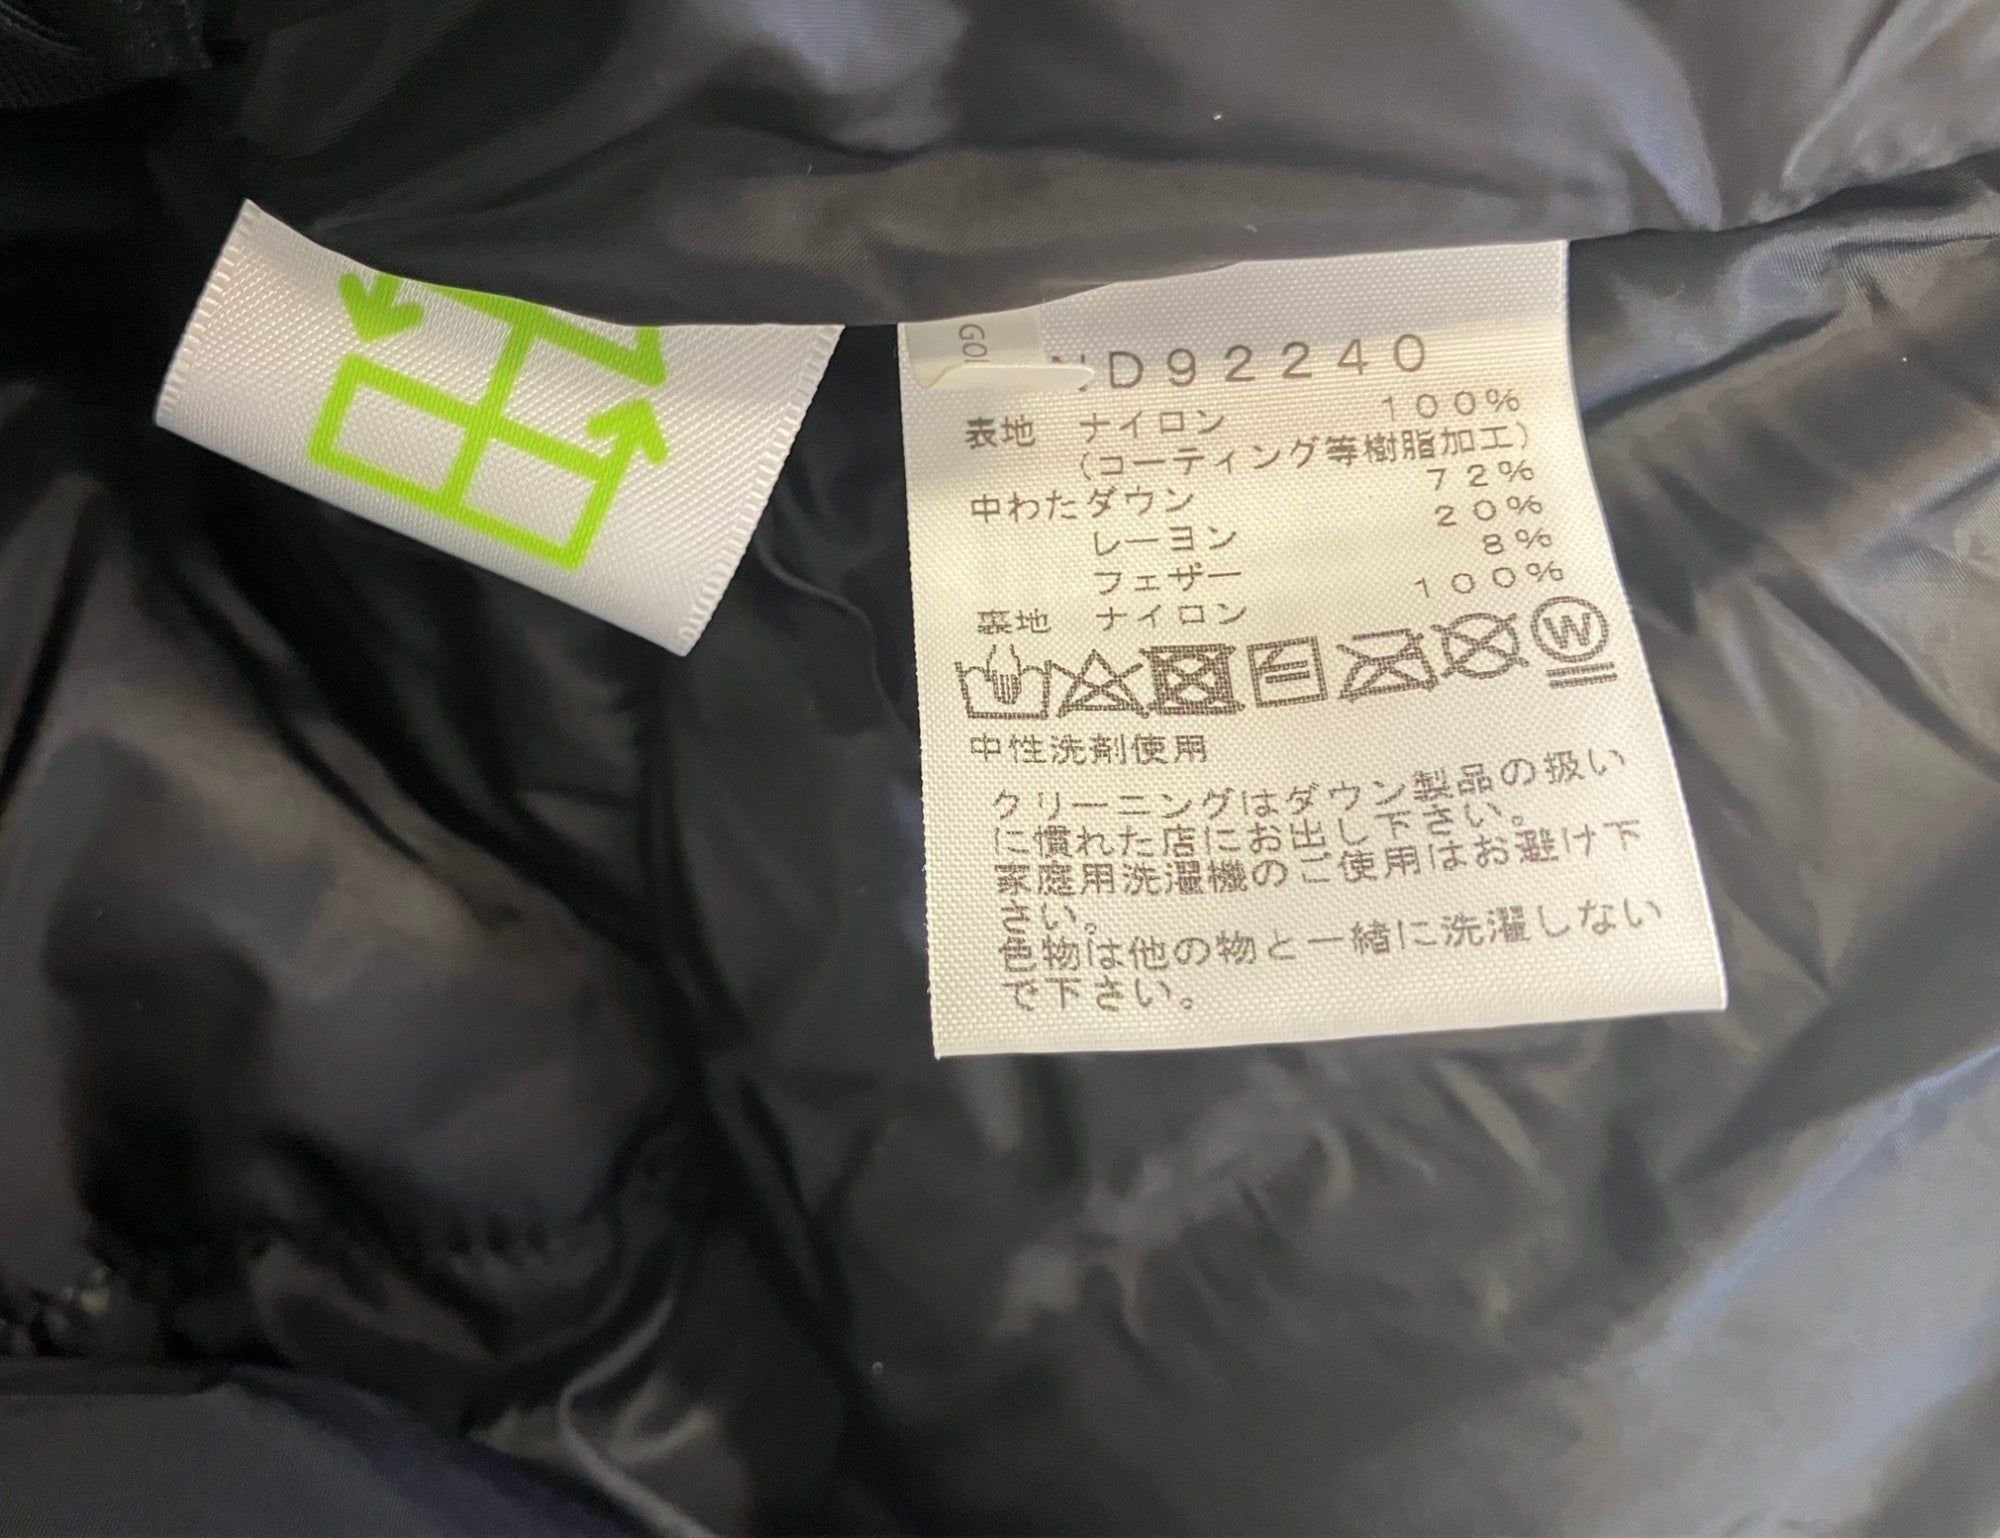 GOL
D92240
表地 ナイロン 100%
(コーティング等樹脂加工)
中わたダウン 72%
レーヨン 20%
フェザー 8%
裏地 ナイロン 100%
W
中性洗剤使用
クリーニングはダウン製品の扱い
に慣れた店にお出し下さい。
家庭用洗濯機のご使用はお避け下
さい。
色物は他の物と一緒に洗濯しない
で下さい。